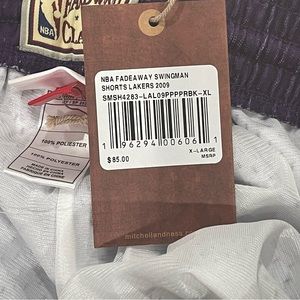 NBA
NBA FADEAWAY SWINGMAN
SHORTS LAKERS 2009
SMSH4283-LAL09PPPPRBK-XL
1 96294 00606 1
X-LARGE
$ 85.00
MSRP
100% POLYESTER
100% POLYESTER
mitchellandness